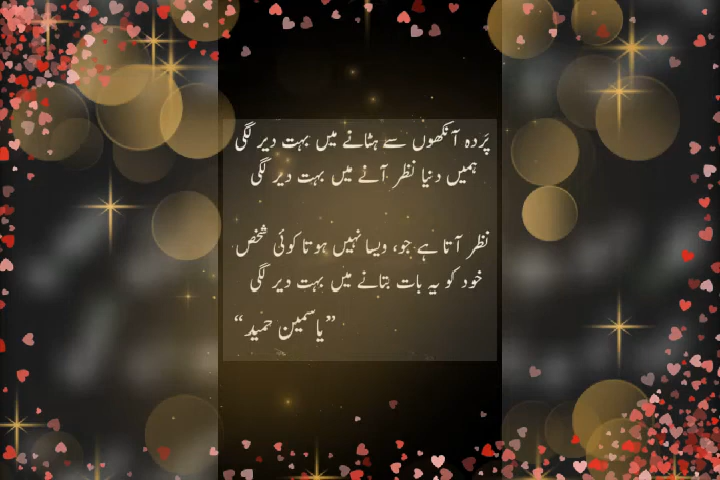 پَردہ آنکھوں سے ہٹانے میں بہت دیر لگی
ہمیں دنیا نظر آنے میں بہت دیر لگی
نظر آتا ہے جو، ویسا نہیں ہوتا کوئی شخص
خود کو یہ بات بتانے میں بہت دیر لگی
”یاسمین حمید“